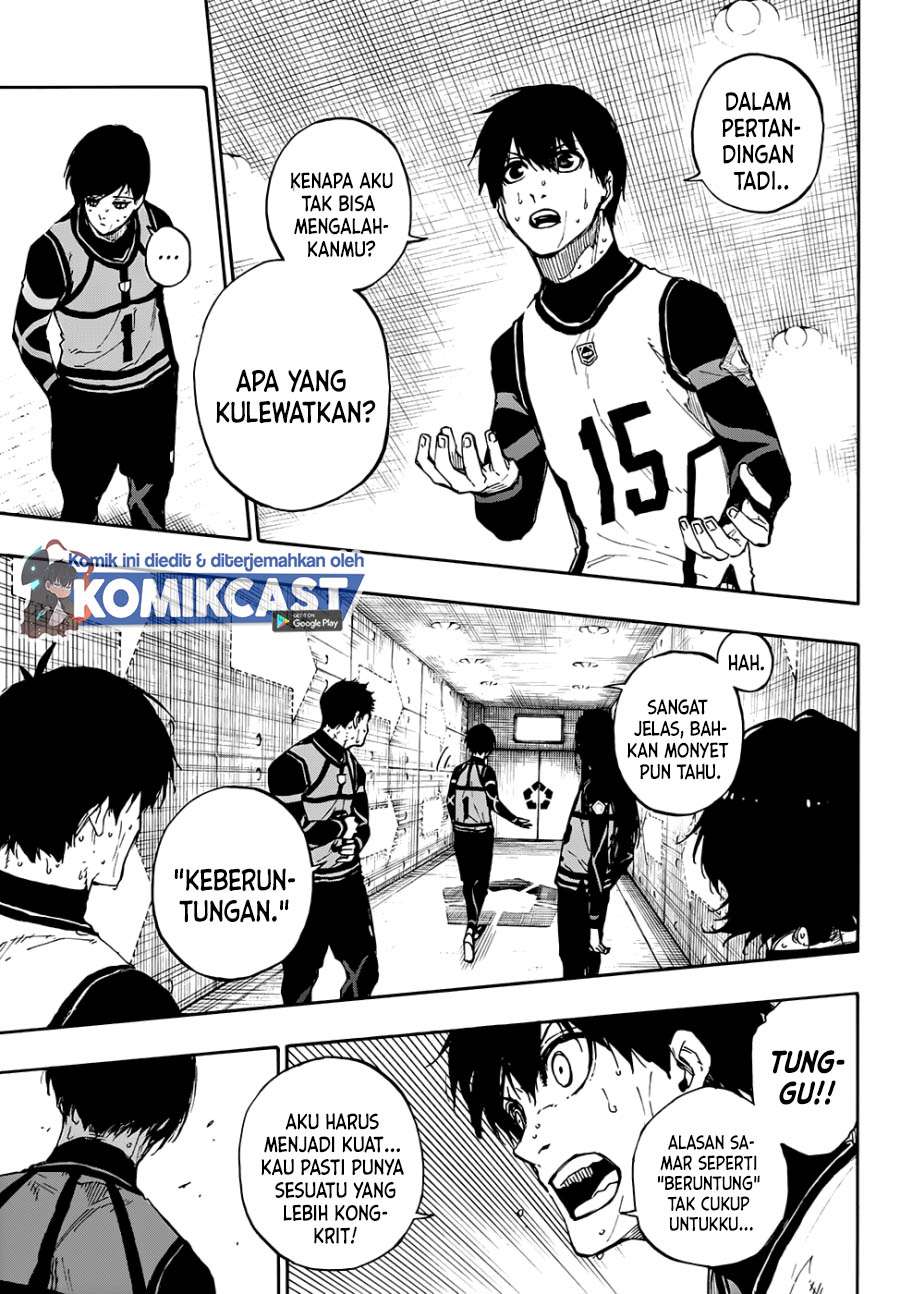 DALAM
PERTAN-
DINGAN
TADI..
15
KENAPA AKU
TAK BISA
MENGALAH-
KANMU?
APA YANG
KULEWATKAN?
...
1
Komik ini diedit & diterjemahkan oleh
KOMIKCAST
GET IT ON
Google Play
HAH.
SANGAT
JELAS, BAH-
KAN MONYET
PUN TAHU.
1
"KEBERUN-
TUNGAN."
TUNG-
GU!!
ALASAN SA-
MAR SEPERTI
"BERUNTUNG"
TAK CUKUP
UNTUKKU...
AKU HARUS
MENJADI KUAT...
KAU PASTI PUNYA
SESUATU YANG
LEBIH KONG-
KRIT!